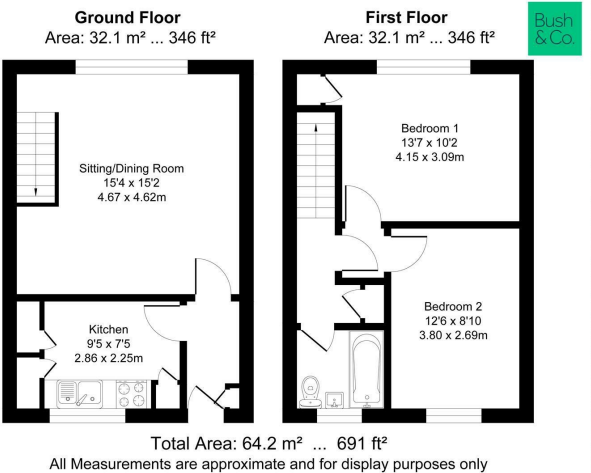 Ground Floor
Area: 32.1 m² ... 346 ft²
First Floor
Area: 32.1 m² ... 346 ft²
Bush
& Co.
Sitting/Dining Room
15'4 x 15'2
4.67 x 4.62m
Kitchen
9'5 x 7'5
2.86 x 2.25m
Bedroom 1
13'7 x 10'2
4.15 x 3.09m
Bedroom 2
12'6 x 8'10
3.80 x 2.69m
Total Area: 64.2 m² ... 691 ft²
All Measurements are approximate and for display purposes only